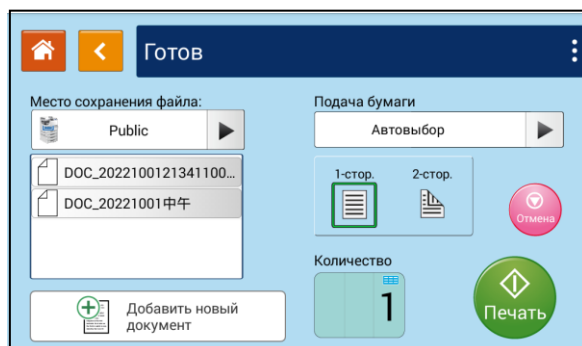 Готов
Место сохранения файла:
Public
DOC_2022100121341100...
DOC_20221001中午
Добавить новый
документ
Подача бумаги
Автовыбор
1-стор.
2-стор.
Отмена
Количество
1
Печать